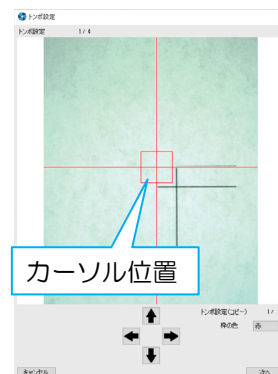 トンボ設定
トンボ設定 1 / 4
カーソル位置
トンボ設定(コピー) 1/
枠の色 赤
キャンセル 次へ